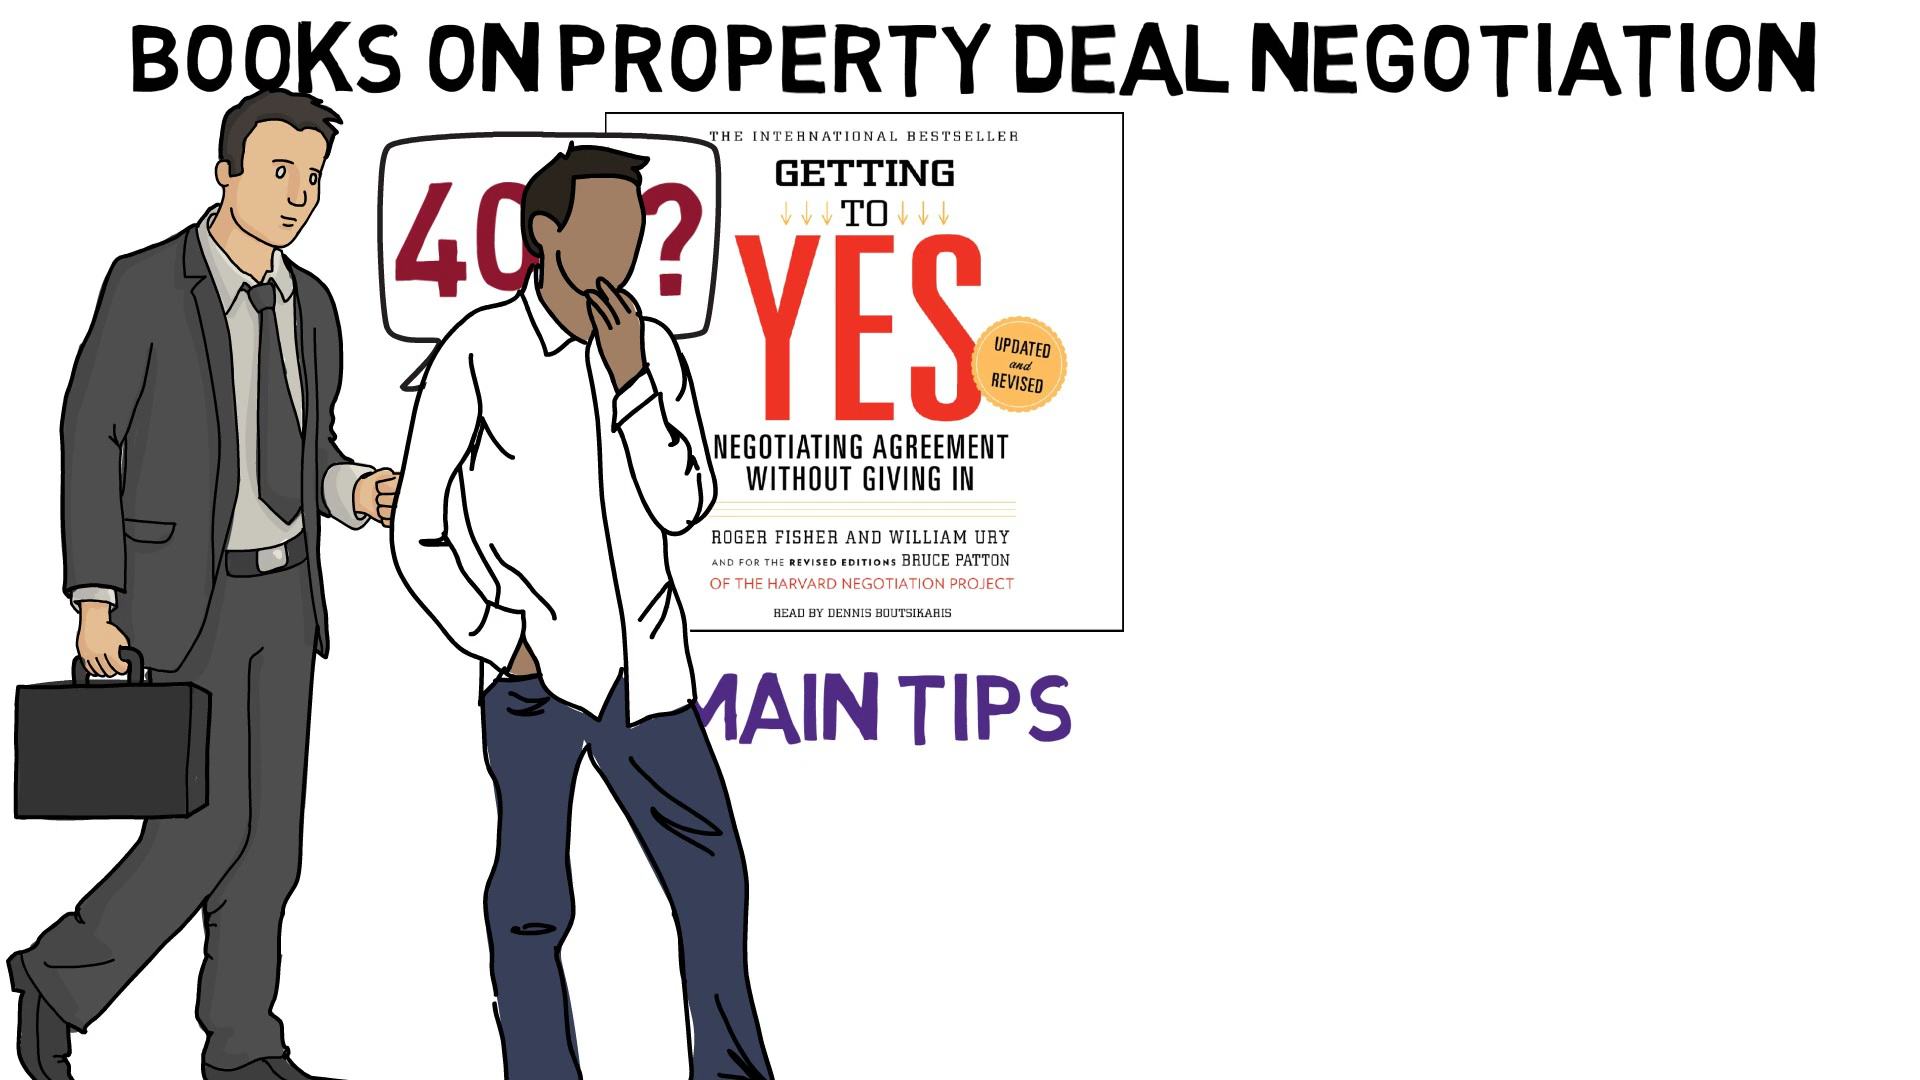 BOOKS ON PROPERTY DEAL NEGOTIATION
THE INTERNATIONAL BESTSELLER
GETTING
TO
YES
40 ?
UPDATED
and
REVISED
NEGOTIATING AGREEMENT
WITHOUT GIVING IN
ROGER FISHER AND WILLIAM URY
AND FOR THE REVISED EDITIONS BRUCE PATTON
OF THE HARVARD NEGOTIATION PROJECT
READ BY DENNIS BOUTSIKARIS
MAIN TIPS